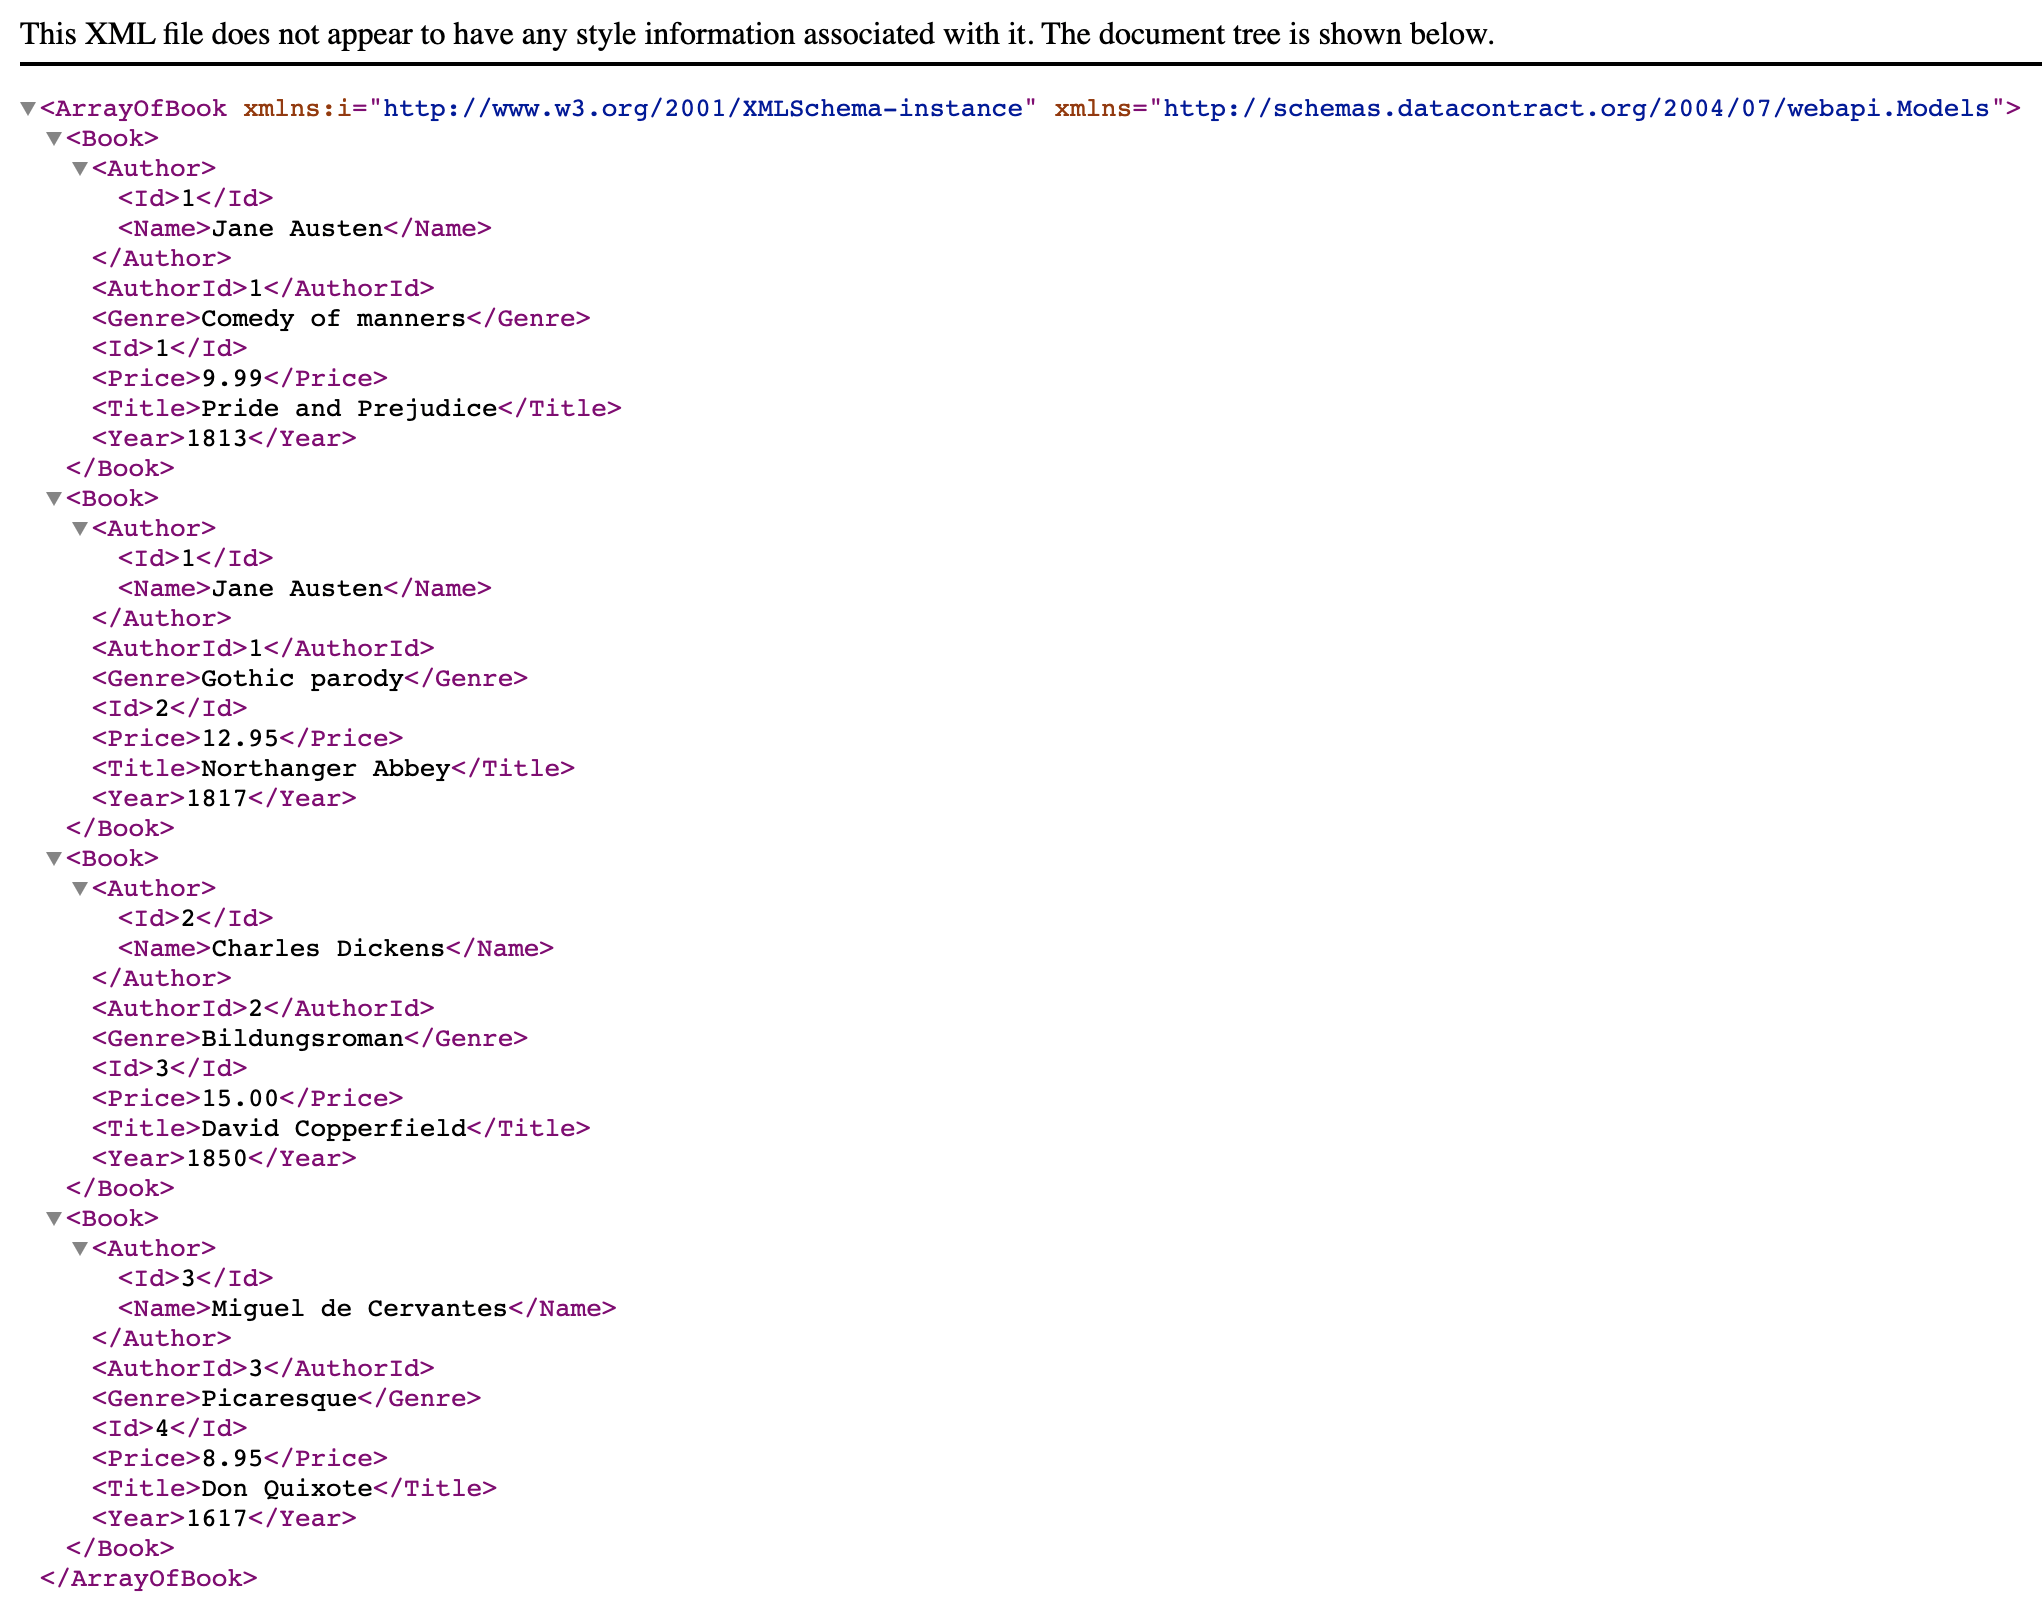 This XML file does not appear to have any style information associated with it. The document tree is shown below.
<ArrayOfBook xmlns:i="http://www.w3.org/2001/XMLSchema-instance" xmlns="http://schemas.datacontract.org/2004/07/webapi.Models">
<Book>
<Author>
<Id>1</Id>
<Name>Jane Austen</Name>
</Author>
<AuthorId>1</AuthorId>
<Genre>Comedy of manners</Genre>
<Id>1</Id>
<Price>9.99</Price>
<Title>Pride and Prejudice</Title>
<Year>1813</Year>
</Book>
<Book>
<Author>
<Id>1</Id>
<Name>Jane Austen</Name>
</Author>
<AuthorId>1</AuthorId>
<Genre>Gothic parody</Genre>
<Id>2</Id>
<Price>12.95</Price>
<Title>Northanger Abbey</Title>
<Year>1817</Year>
</Book>
<Book>
<Author>
<Id>2</Id>
<Name>Charles Dickens</Name>
</Author>
<AuthorId>2</AuthorId>
<Genre>Bildungsroman</Genre>
<Id>3</Id>
<Price>15.00</Price>
<Title>David Copperfield</Title>
<Year>1850</Year>
</Book>
<Book>
<Author>
<Id>3</Id>
<Name>Miguel de Cervantes</Name>
</Author>
<AuthorId>3</AuthorId>
<Genre>Picaresque</Genre>
<Id>4</Id>
<Price>8.95</Price>
<Title>Don Quixote</Title>
<Year>1617</Year>
</Book>
</ArrayOfBook>